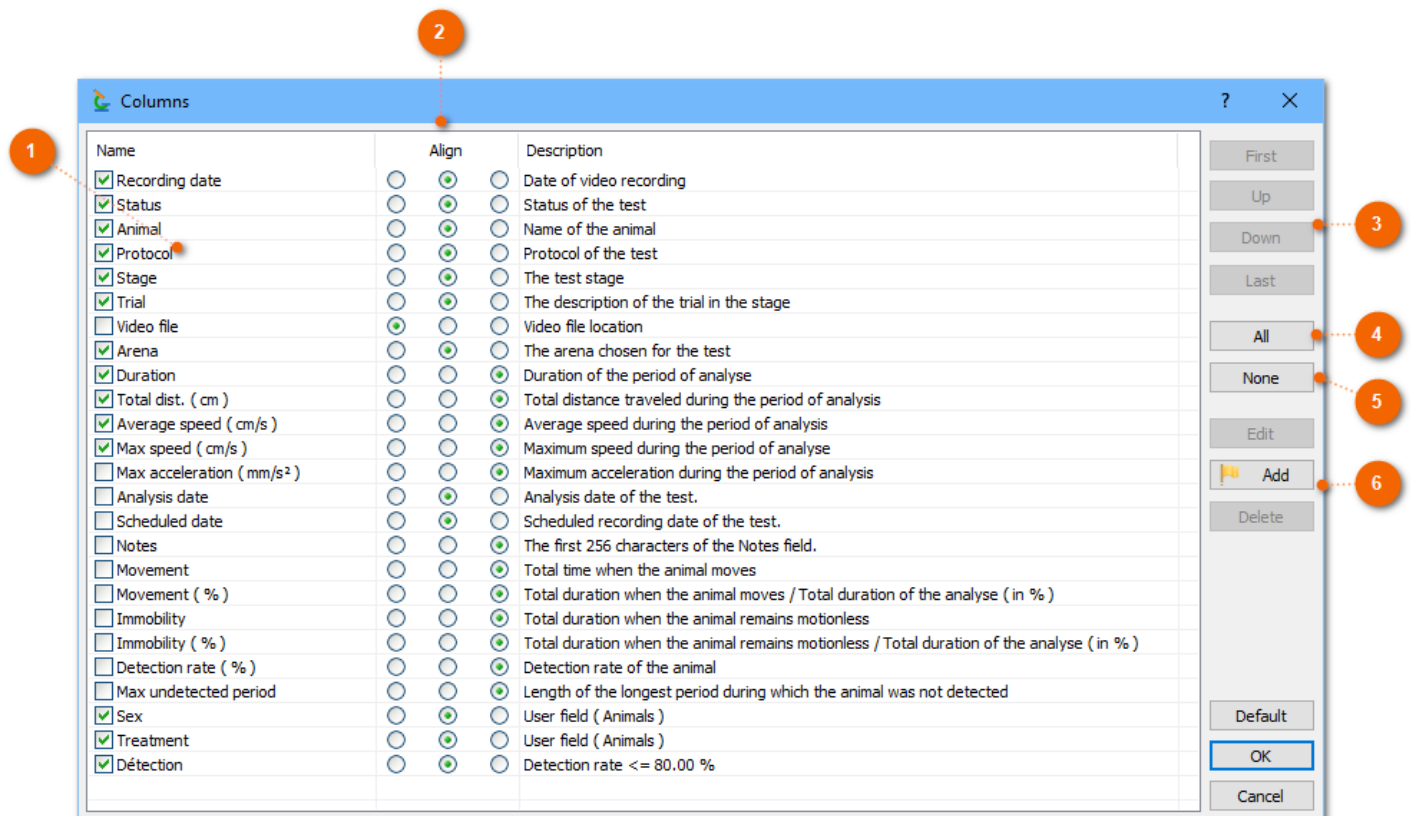 2
Columns
?
1
Name Align Description
Recording date Date of video recording
Status Status of the test
Animal Name of the animal
Protocol Protocol of the test
Stage The test stage
Trial The description of the trial in the stage
Video file Video file location
Arena The arena chosen for the test
Duration Duration of the period of analyse
Total dist. ( cm ) Total distance traveled during the period of analysis
Average speed ( cm/s ) Average speed during the period of analysis
Max speed ( cm/s ) Maximum speed during the period of analyse
Max acceleration ( mm/s² ) Maximum acceleration during the period of analysis
Analysis date Analysis date of the test.
Scheduled date Scheduled recording date of the test.
Notes The first 256 characters of the Notes field.
Movement Total time when the animal moves
Movement ( % ) Total duration when the animal moves / Total duration of the analyse ( in % )
Immobility Total duration when the animal remains motionless
Immobility ( % ) Total duration when the animal remains motionless / Total duration of the analyse ( in % )
Detection rate ( % ) Detection rate of the animal
Max undetected period Length of the longest period during which the animal was not detected
Sex User field ( Animals )
Treatment User field ( Animals )
Détection Detection rate <= 80.00 %
First
Up
3
Down
Last
All
4
None
5
Edit
Add
6
Delete
Default
OK
Cancel